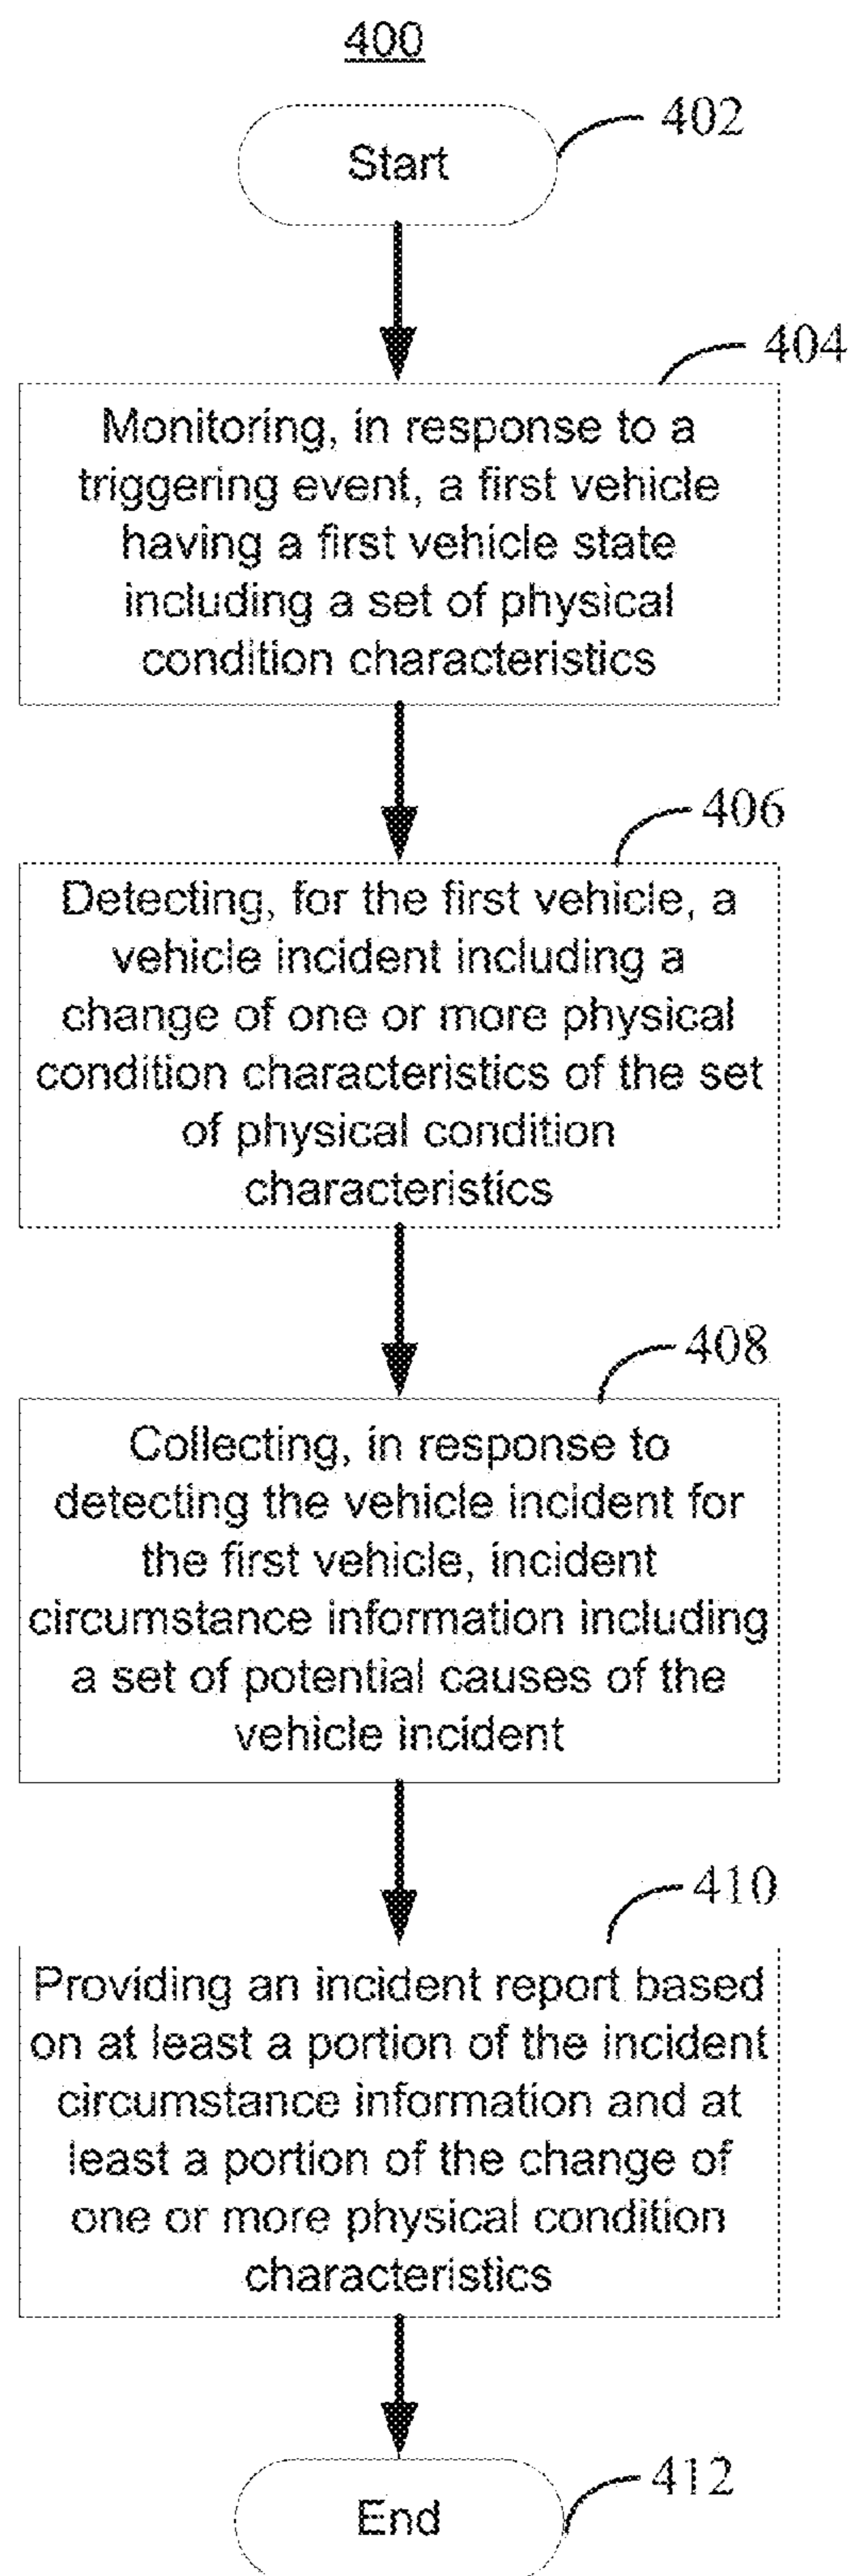 400
Start
402
404
Monitoring, in response to a
triggering event, a first vehicle
having a first vehicle state
including a set of physical
condition characteristics
406
Detecting, for the first vehicle, a
vehicle incident including a
change of one or more physical
condition characteristics of the set
of physical condition
characteristics
408
Collecting, in response to
detecting the vehicle incident for
the first vehicle, incident
circumstance information including
a set of potential causes of the
vehicle incident
410
Providing an incident report based
on at least a portion of the incident
circumstance information and at
least a portion of the change of
one or more physical condition
characteristics
End
412